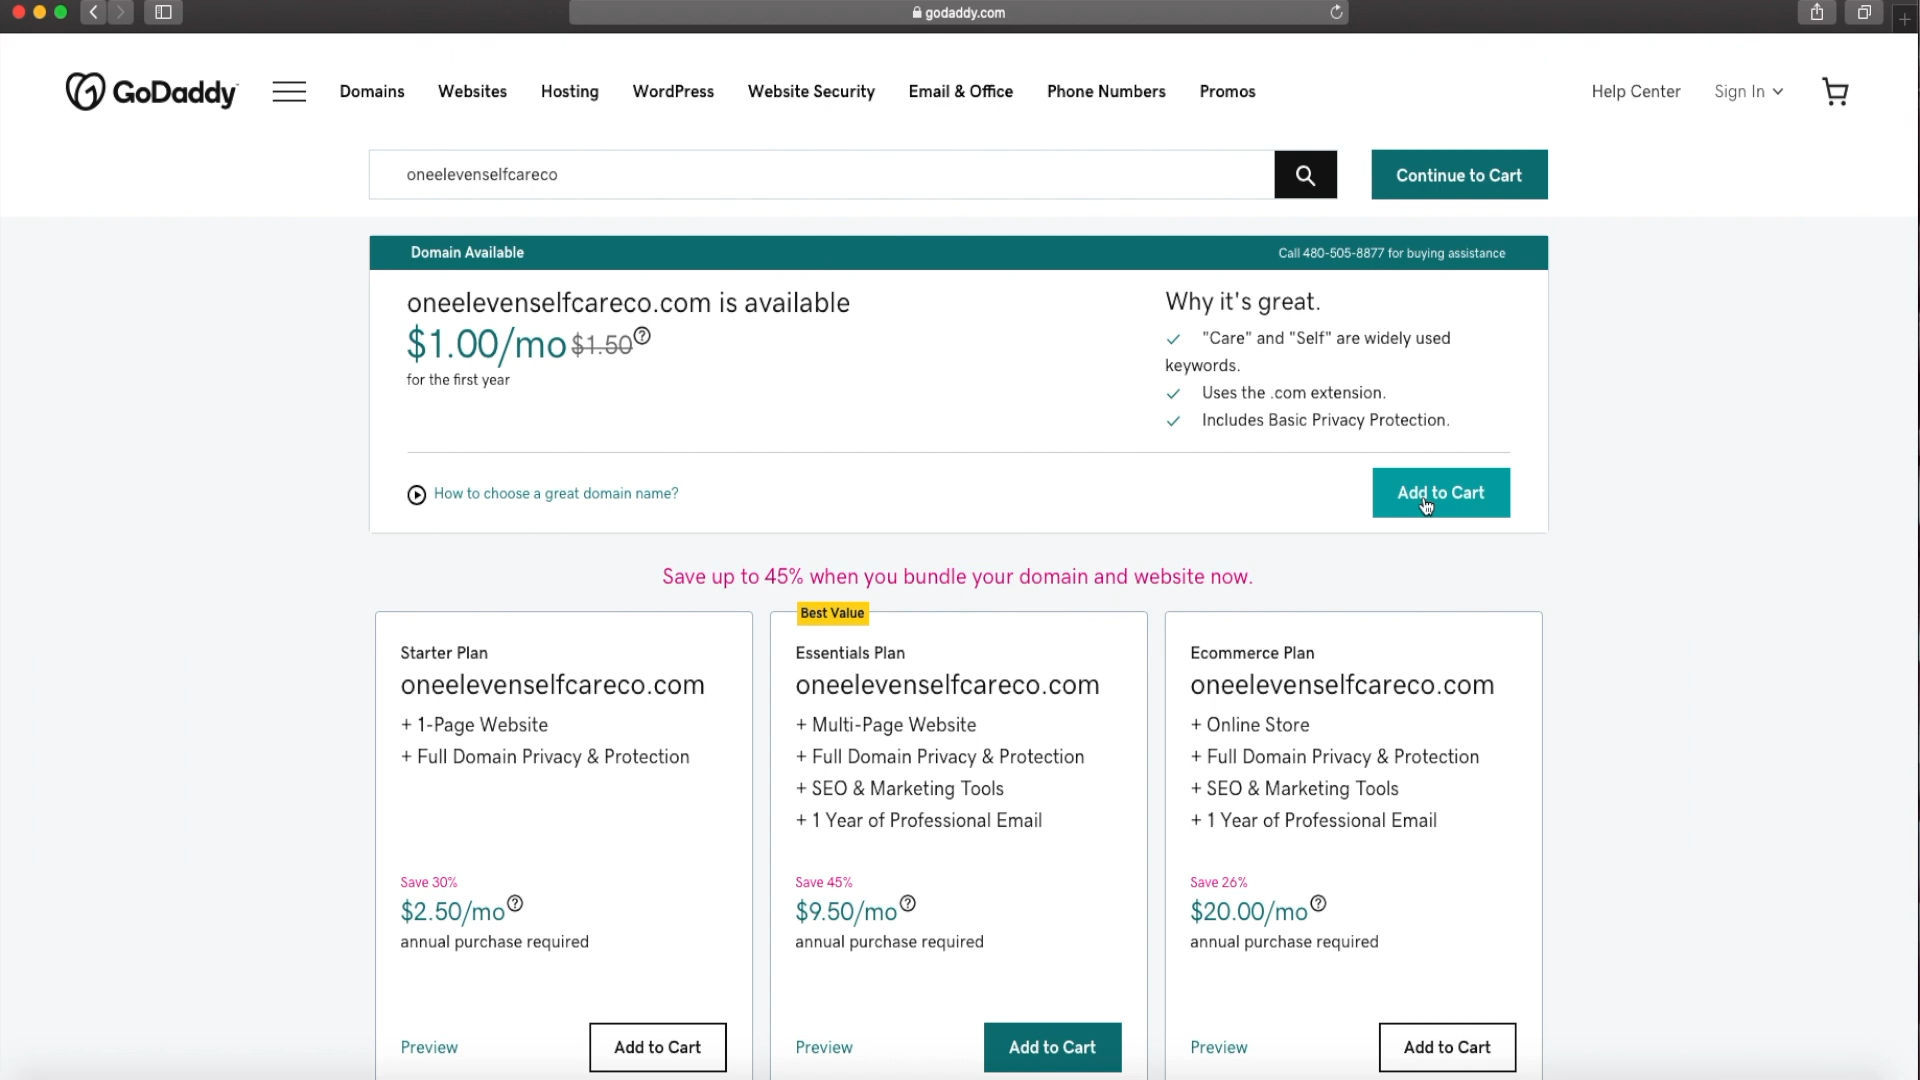 godaddy.com
GoDaddy
Domains Websites Hosting WordPress Website Security Email & Office Phone Numbers Promos Help Center Sign In
oneelevenselfcareco
Continue to Cart
Domain Available
Call 480-505-8877 for buying assistance
oneelevenselfcareco.com is available
$1.00/mo $1.50 ?
for the first year
Why it's great.
"Care" and "Self" are widely used
keywords.
Uses the .com extension.
Includes Basic Privacy Protection.
How to choose a great domain name?
Add to Cart
Save up to 45% when you bundle your domain and website now.
Starter Plan
oneelevenselfcareco.com
+ 1-Page Website
+ Full Domain Privacy & Protection
Save 30%
$2.50/mo ?
annual purchase required
Preview
Add to Cart
Best Value
Essentials Plan
oneelevenselfcareco.com
+ Multi-Page Website
+ Full Domain Privacy & Protection
+ SEO & Marketing Tools
+ 1 Year of Professional Email
Save 45%
$9.50/mo ?
annual purchase required
Preview
Add to Cart
Ecommerce Plan
oneelevenselfcareco.com
+ Online Store
+ Full Domain Privacy & Protection
+ SEO & Marketing Tools
+ 1 Year of Professional Email
Save 26%
$20.00/mo ?
annual purchase required
Preview
Add to Cart